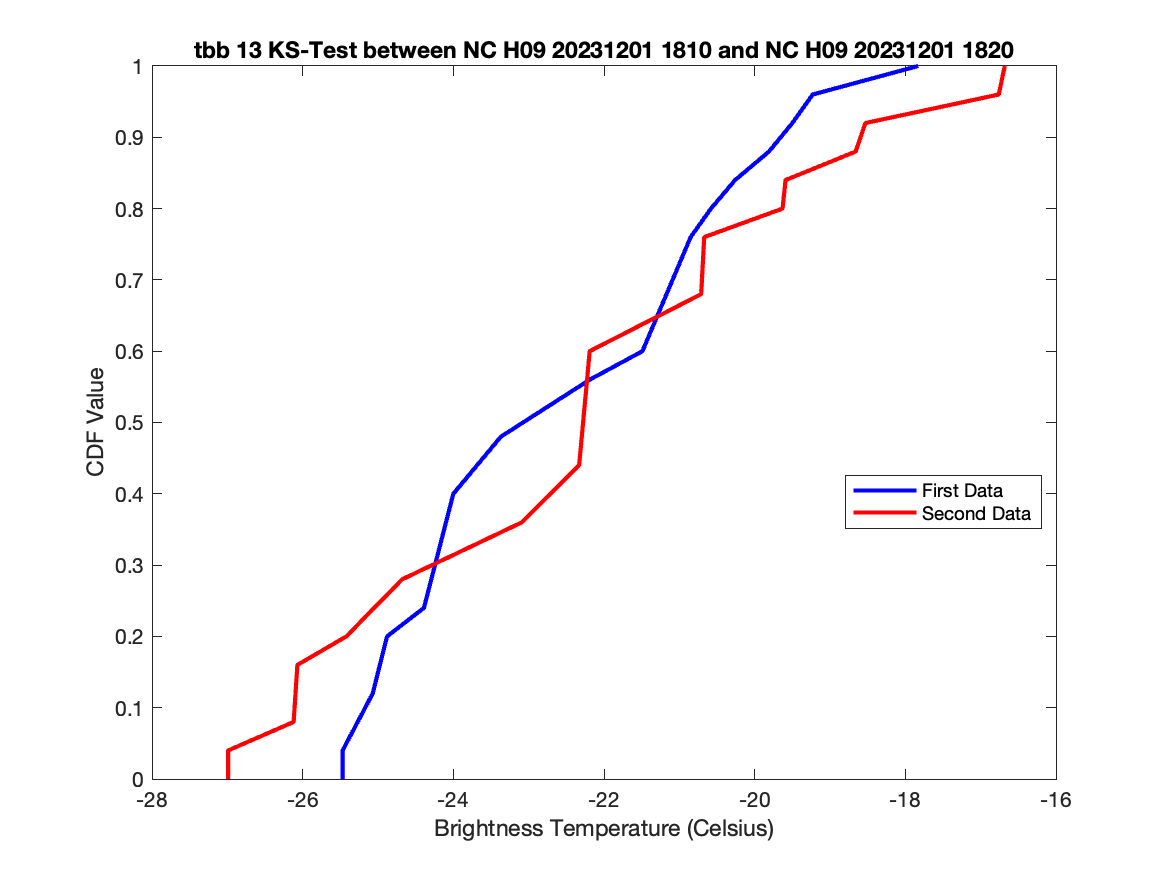 tbb 13 KS-Test between NC H09 20231201 1810 and NC H09 20231201 1820
1
0.9
0.8
0.7
0.6
0.5
0.4
0.3
0.2
0.1
0
CDF Value
First Data
Second Data
-28 -26 -24 -22 -20 -18 -16
Brightness Temperature (Celsius)